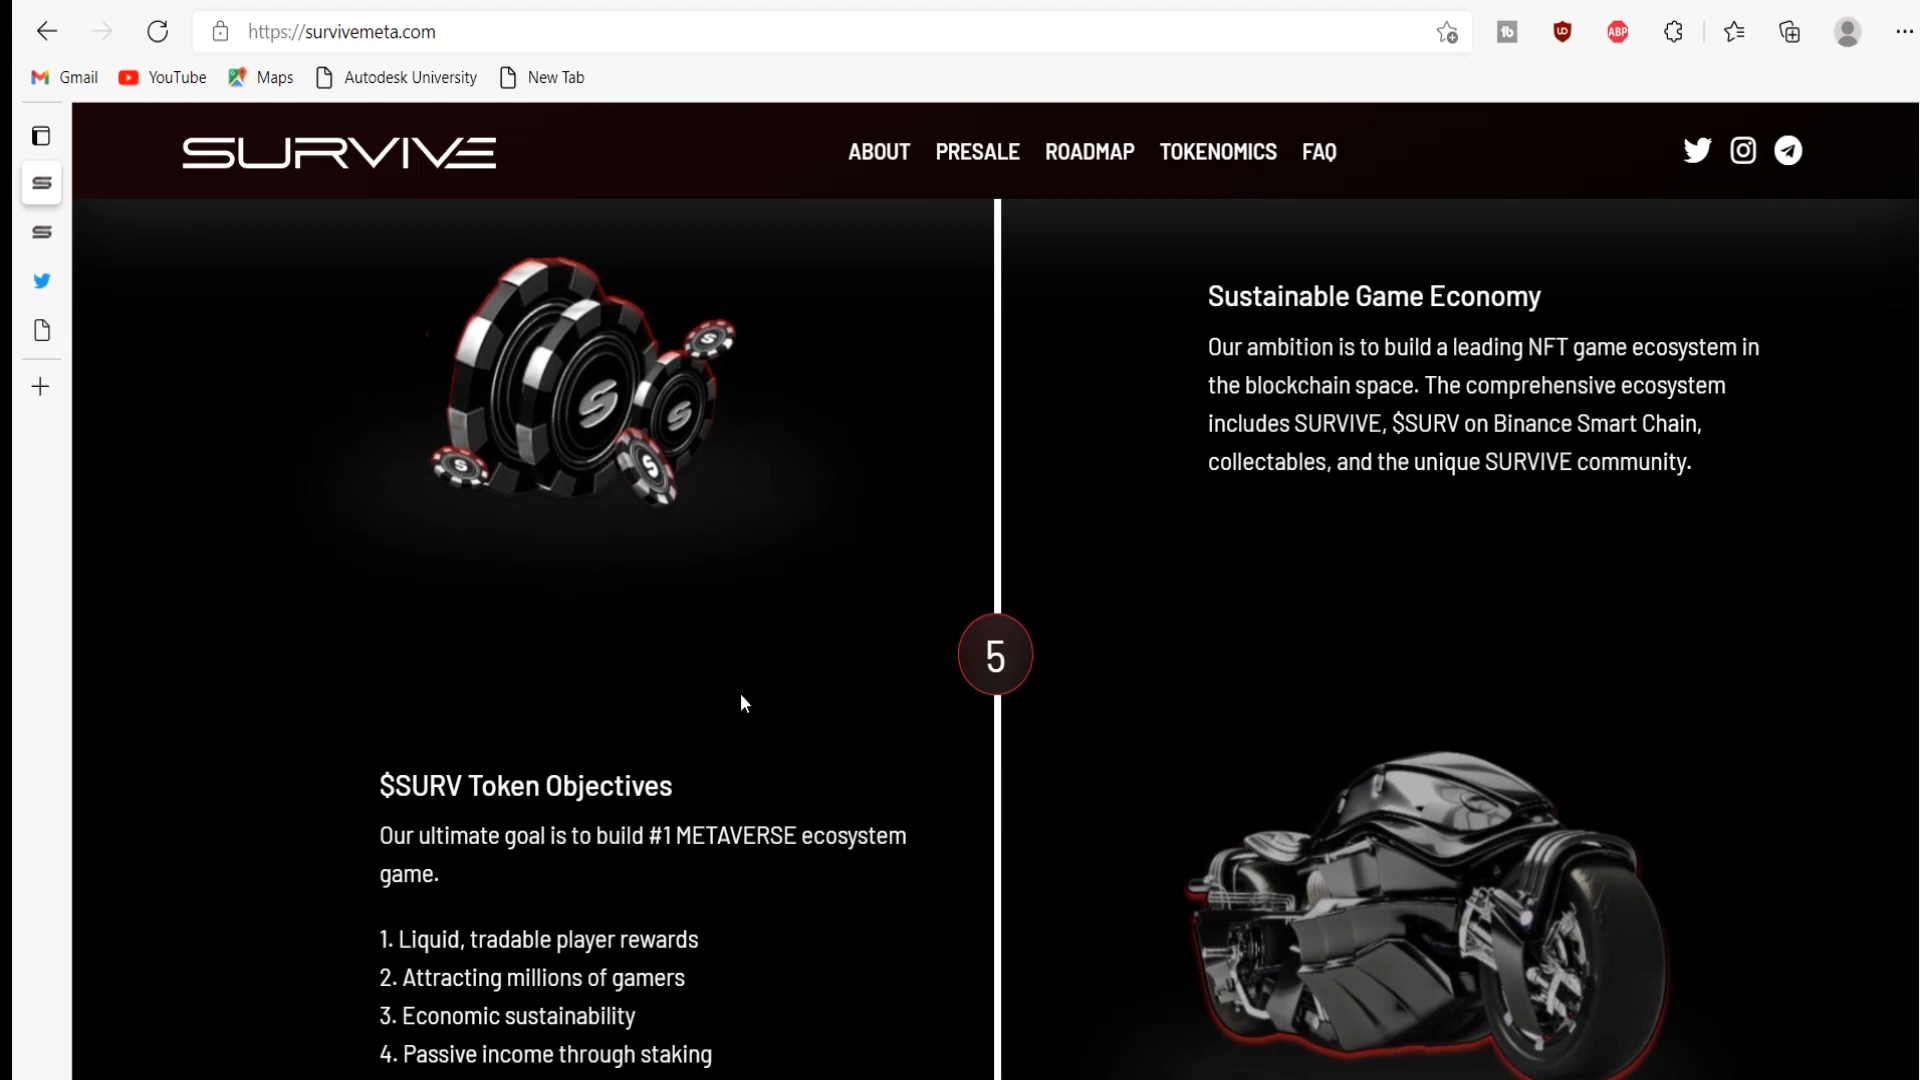 https://survivemeta.com
ABP
Gmail YouTube Maps Autodesk University New Tab
SURVIVE
ABOUT PRESALE ROADMAP TOKENOMICS FAQ
Sustainable Game Economy
Our ambition is to build a leading NFT game ecosystem in
the blockchain space. The comprehensive ecosystem
includes SURVIVE, $SURV on Binance Smart Chain,
collectables, and the unique SURVIVE community.
5
$SURV Token Objectives
Our ultimate goal is to build #1 METAVERSE ecosystem
game.
1. Liquid, tradable player rewards
2. Attracting millions of gamers
3. Economic sustainability
4. Passive income through staking